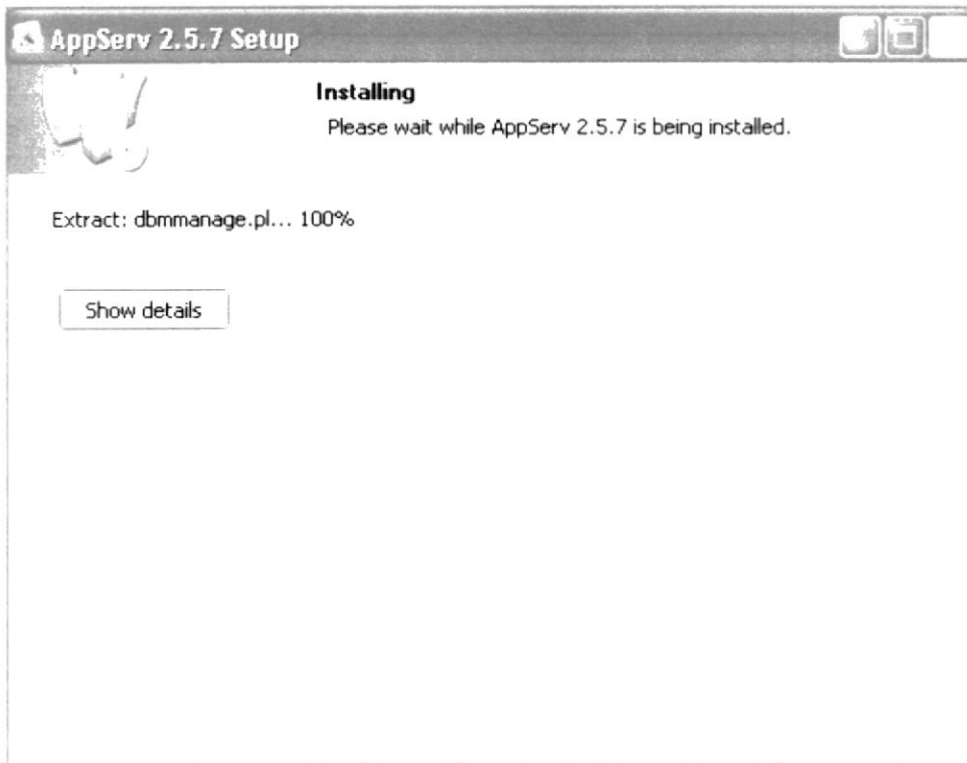 AppServ 2.5.7 Setup
Installing
Please wait while AppServ 2.5.7 is being installed.
Extract: dbmmanage.pl... 100%
Show details